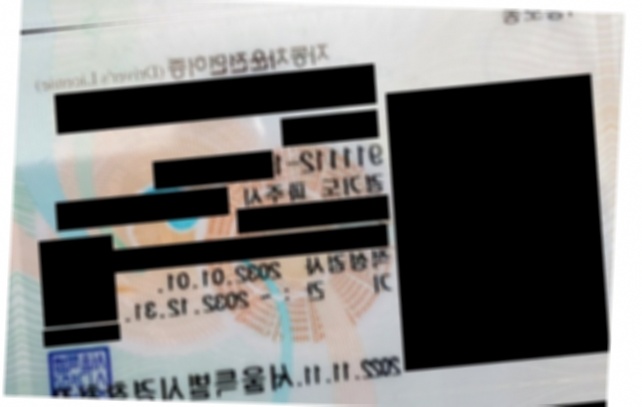 자동차운전면허증 (Driver's License)
911112-1
경기도 파주시
적성검사 2032.01.01.
기 간 : ~ 2032.12.31.
2022.11.11.서울특별시경찰청장